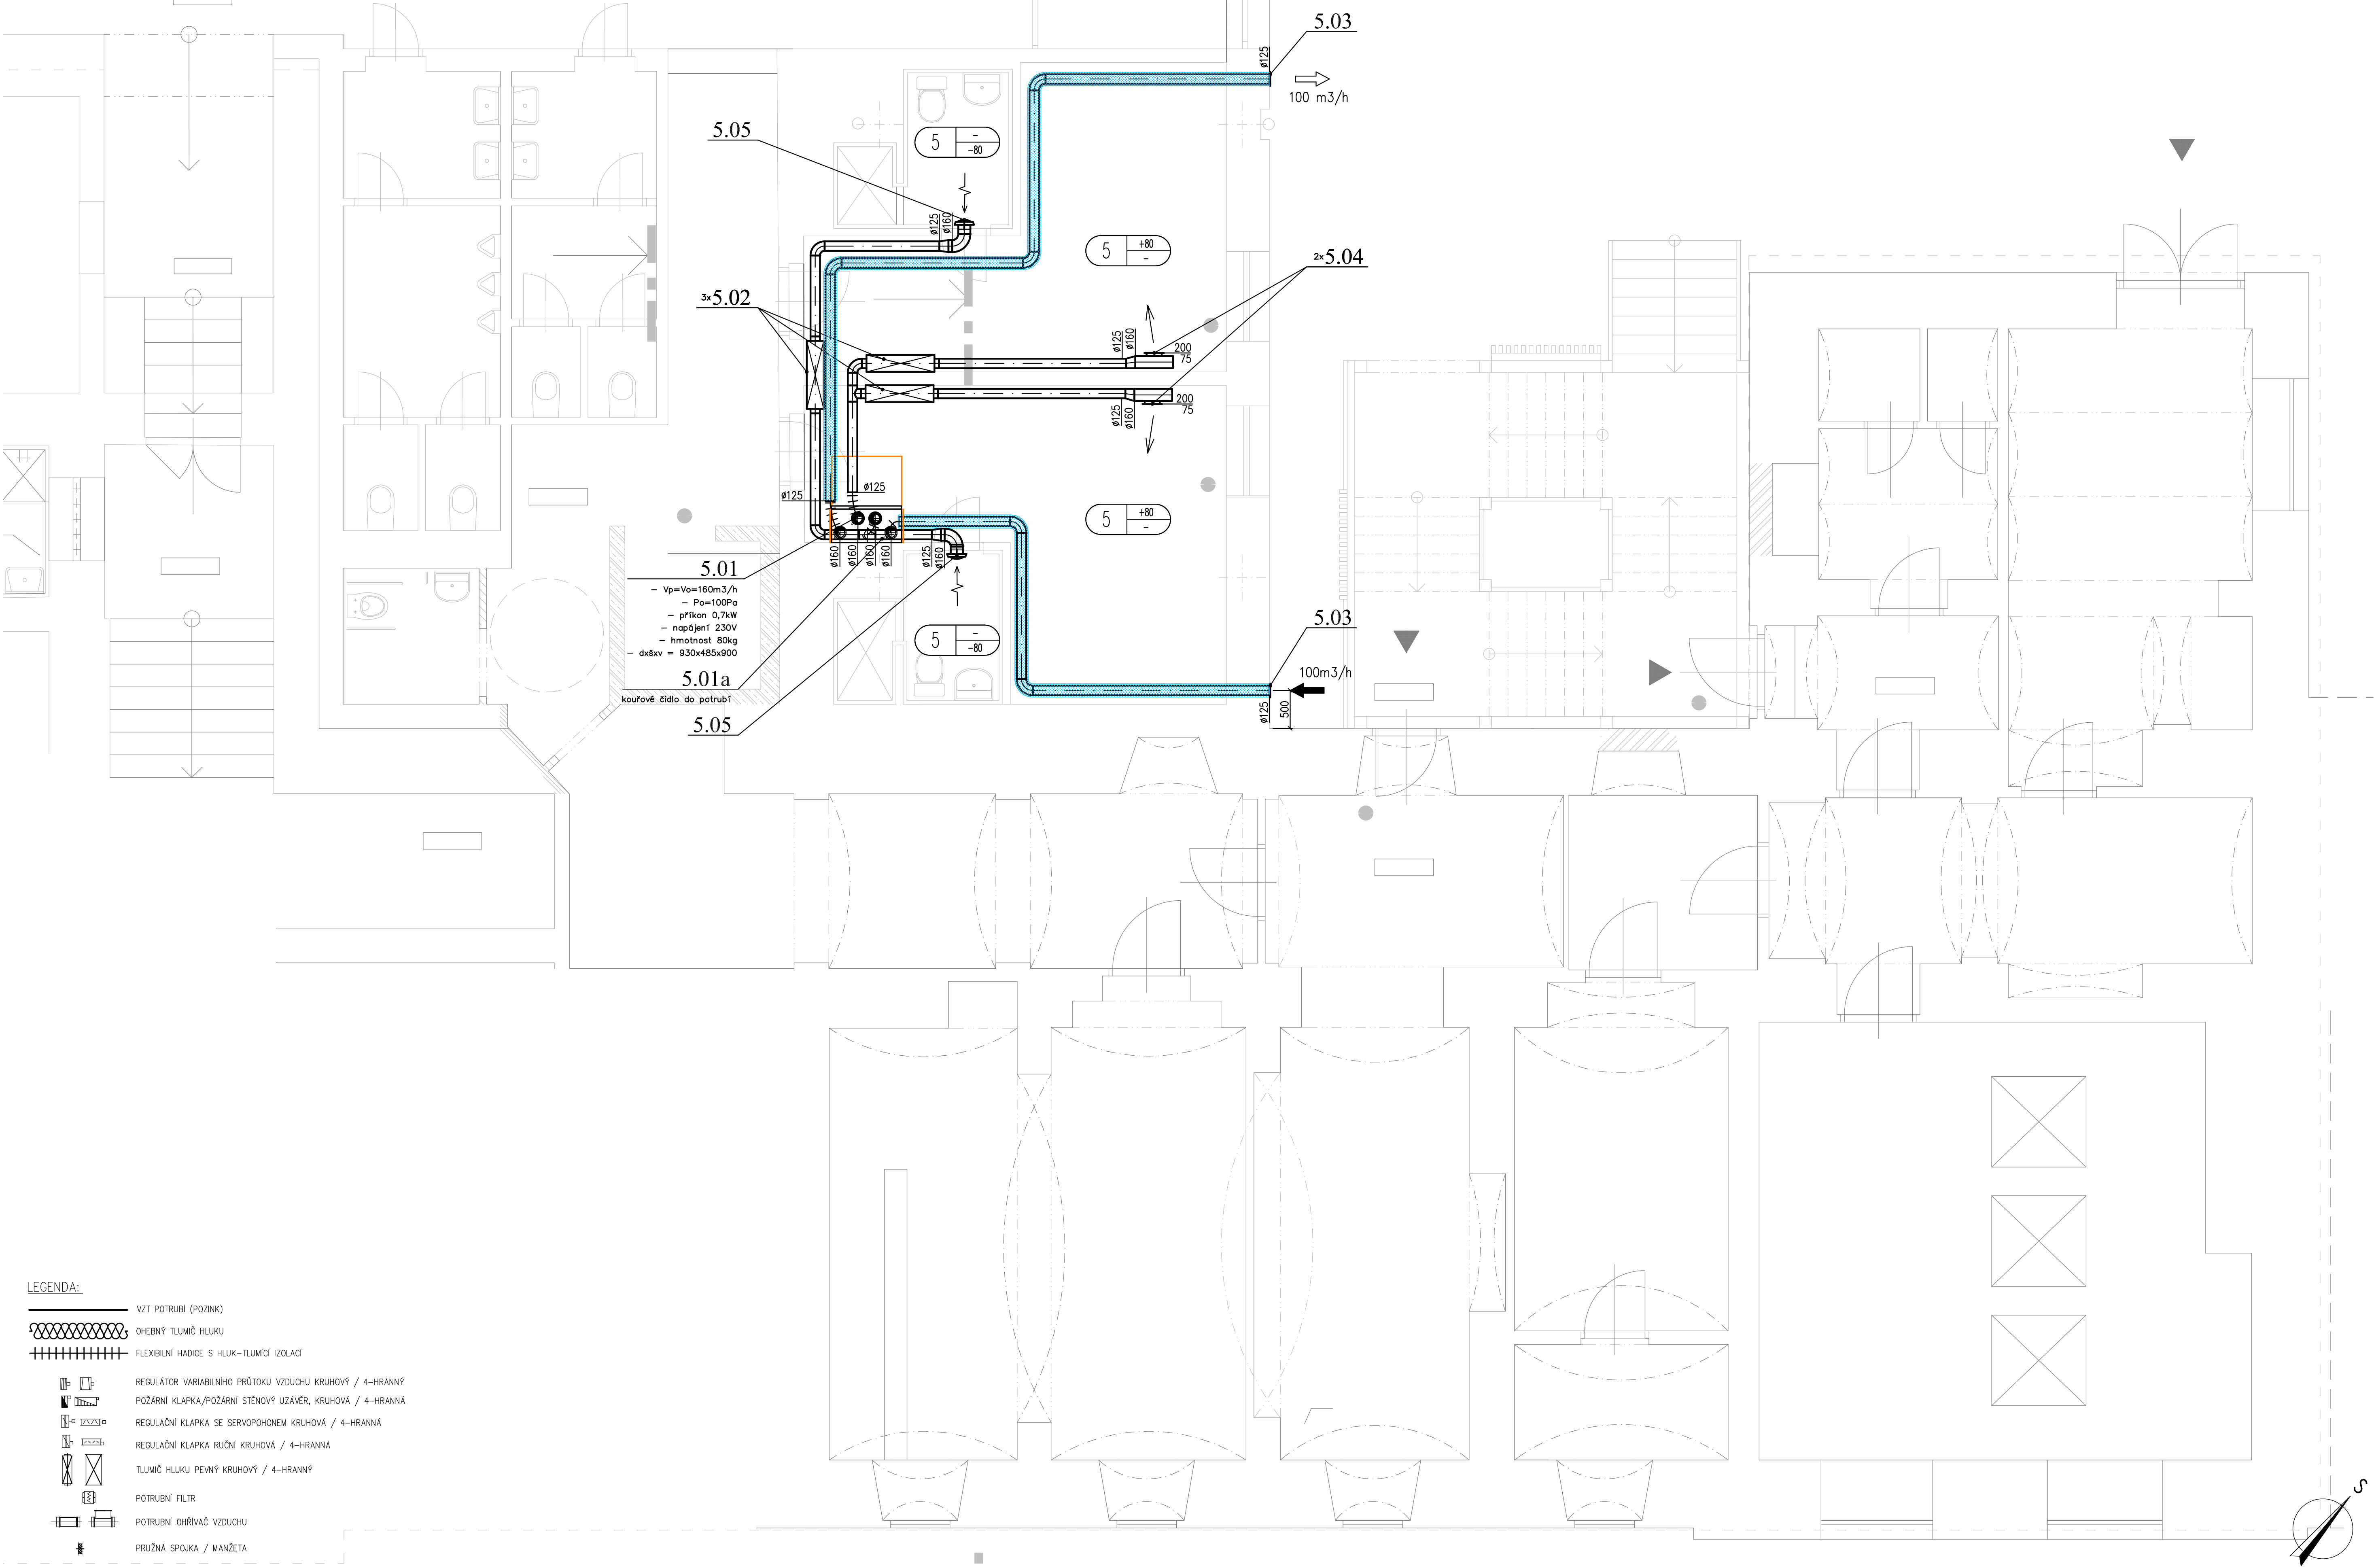 5.03
ø125
100 m3/h
5.05
5
-
-80
ø125
ø160
5
+80
-
2x 5.04
3x 5.02
ø125
ø160
200
75
200
75
ø125
ø160
ø125
ø125
5
+80
-
ø160
ø160
ø160
ø160
ø125
ø160
5.01
- Vp=Vo=160m3/h
- Po=100Pa
- příkon 0,7kW
- napájení 230V
- hmotnost 80kg
- dxšxv = 930x485x900
5.01a
kouřové čidlo do potrubí
5.05
5
-
-80
5.03
100m3/h
ø125
500
LEGENDA:
VZT POTRUBÍ (POZINK)
OHEBNÝ TLUMIČ HLUKU
FLEXIBILNÍ HADICE S HLUK-TLUMÍCÍ IZOLACÍ
REGULÁTOR VARIABILNÍHO PRŮTOKU VZDUCHU KRUHOVÝ / 4-HRANNÝ
POŽÁRNÍ KLAPKA/POŽÁRNÍ STĚNOVÝ UZÁVĚR, KRUHOVÁ / 4-HRANNÁ
REGULAČNÍ KLAPKA SE SERVOPOHONEM KRUHOVÁ / 4-HRANNÁ
REGULAČNÍ KLAPKA RUČNÍ KRUHOVÁ / 4-HRANNÁ
TLUMIČ HLUKU PEVNÝ KRUHOVÝ / 4-HRANNÝ
POTRUBNÍ FILTR
POTRUBNÍ OHŘÍVAČ VZDUCHU
PRUŽNÁ SPOJKA / MANŽETA
S